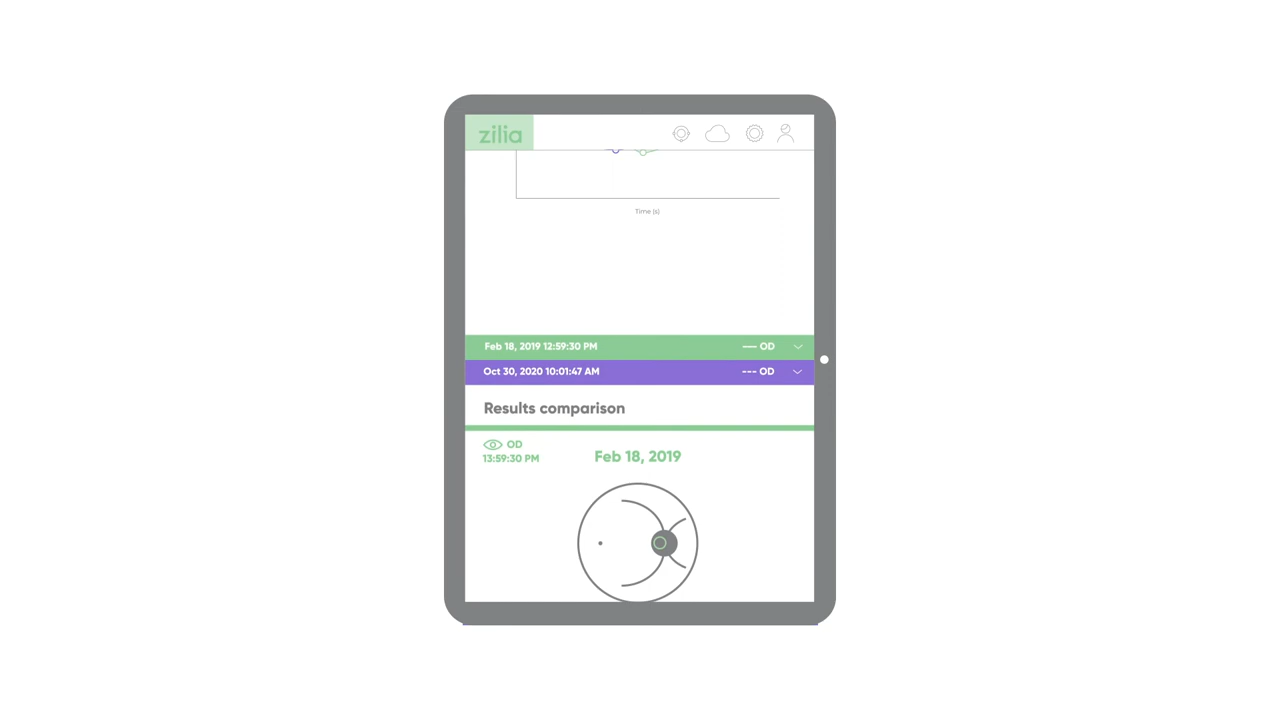 zilia
Time (s)
Feb 18, 2019 12:59:30 PM — OD
Oct 30, 2020 10:01:47 AM --- OD
Results comparison
OD
13:59:30 PM
Feb 18, 2019